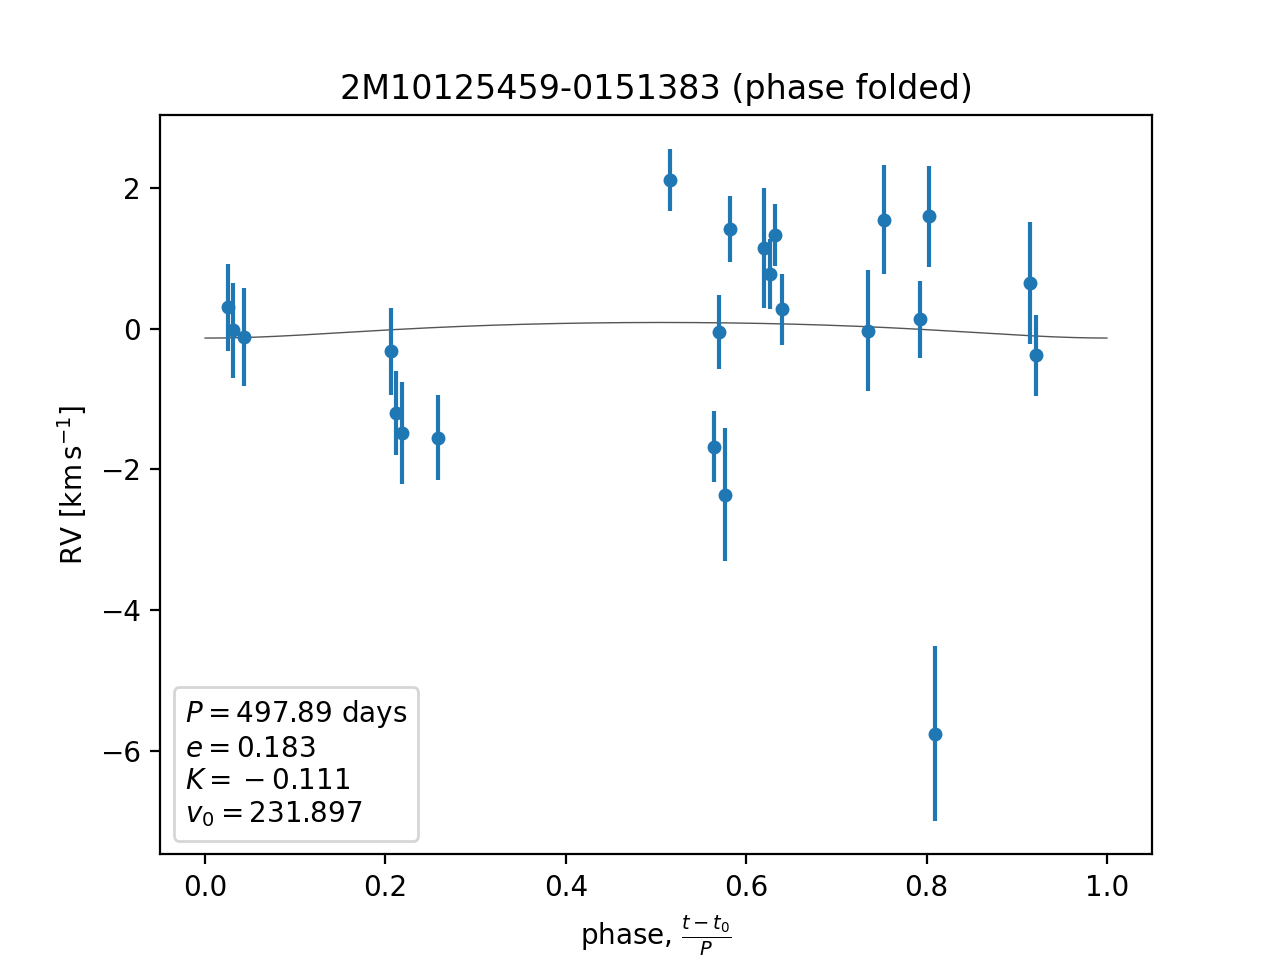 2M10125459-0151383 (phase folded)
RV [km s⁻¹]
2
0
−2
−4
−6
P = 497.89 days
e = 0.183
K = −0.111
v₀ = 231.897
0.0 0.2 0.4 0.6 0.8 1.0
phase, (t − t₀)/P